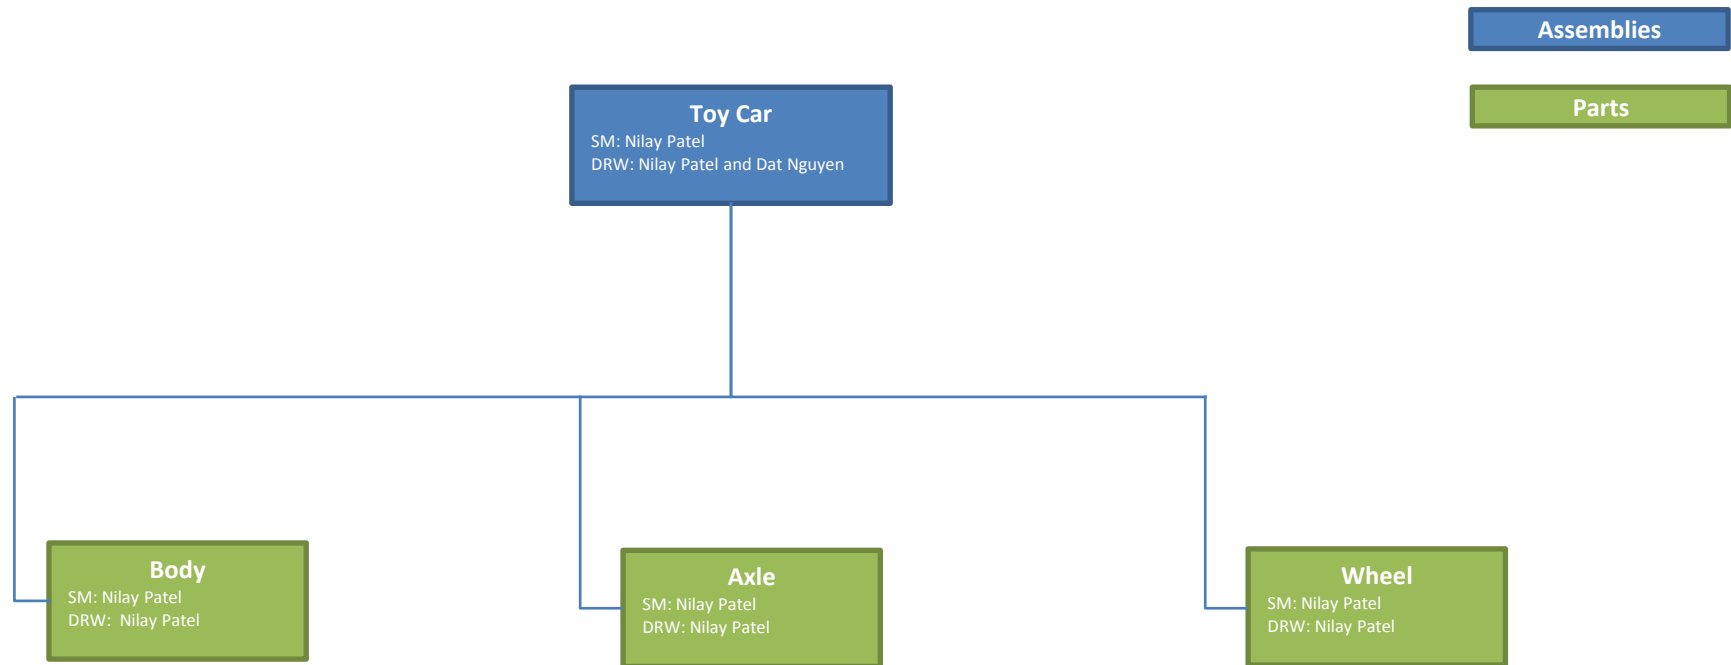 Assemblies
Parts
Toy Car
SM: Nilay Patel
DRW: Nilay Patel and Dat Nguyen
Body
SM: Nilay Patel
DRW:  Nilay Patel
Axle
SM: Nilay Patel
DRW: Nilay Patel
Wheel
SM: Nilay Patel
DRW: Nilay Patel